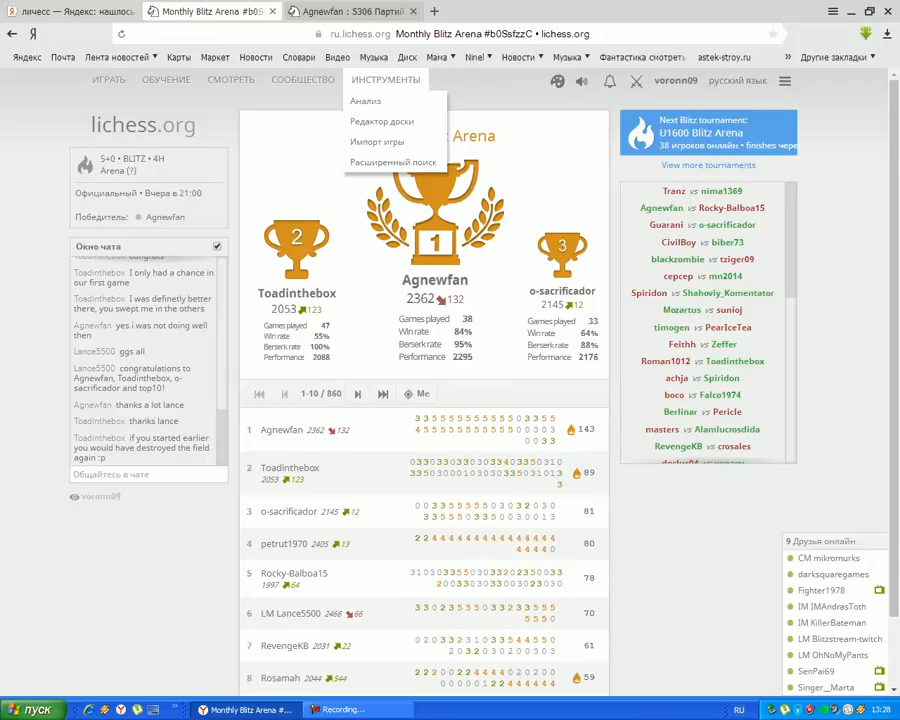 личесс — Яндекс: нашлось
Monthly Blitz Arena #b0Ss
Agnewfan : 5306 Партий
ru.lichess.org Monthly Blitz Arena #b0SsfzzC • lichess.org
Яндекс Почта Лента новостей Карты Маркет Новости Словари Видео Музыка Диск Мама Ninel Новости Музыка Фантастика смотреть astek-stroy.ru » Другие закладки
ИГРАТЬ ОБУЧЕНИЕ СМОТРЕТЬ СООБЩЕСТВО ИНСТРУМЕНТЫ
voronn09 русский язык
Анализ
Редактор доски
Импорт игры
Расширенный поиск
lichess.org
5+0 • BLITZ • 4H
Arena (?)
Официальный • Вчера в 21:00
Победитель: Agnewfan
Окно чата
Toadinthebox congrats
Toadinthebox I only had a chance in
our first game
Toadinthebox I was definetly better
there, you swept me in the others
Agnewfan yes i was not doing well
then
Lance5500 ggs all
Lance5500 congratulations to
Agnewfan, Toadinthebox, o-
sacrificador and top10!
Agnewfan thanks a lot lance
Toadinthebox thanks lance
Toadinthebox if you started earlier
you would have destroyed the field
again :p
Общайтесь в чате
voronn09
Arena
2
1
3
Toadinthebox
2053 123
Games played 47
Win rate 55%
Berserk rate 100%
Performance 2088
Agnewfan
2362 132
Games played 38
Win rate 84%
Berserk rate 95%
Performance 2295
o-sacrificador
2145 12
Games played 33
Win rate 64%
Berserk rate 88%
Performance 2176
1-10 / 860 Me
1 Agnewfan 2362 132 143
2 Toadinthebox 2053 123 89
3 o-sacrificador 2145 12 81
4 petrut1970 2405 13 80
5 Rocky-Balboa15 1997 64 78
6 LM Lance5500 2466 66 70
7 RevengeKB 2031 22 61
8 Rosamah 2044 544 59
Next Blitz tournament:
U1600 Blitz Arena
38 игроков онлайн • finishes чере
View more tournaments
Tranz vs nima1369
Agnewfan vs Rocky-Balboa15
Guarani vs o-sacrificador
CivilBoy vs biber73
blackzombie vs tziger09
cepcep vs mn2014
Spiridon vs Shahoviy_Komentator
Mozartus vs sunioj
timogen vs PearIceTea
Feithh vs Zeffer
Roman1012 vs Toadinthebox
achja vs Spiridon
boco vs Falco1974
Berlinar vs Pericle
masters vs Alamlucrosdida
RevengeKB vs crosales
9 Друзья онлайн
CM mikromurks
darksquaregames
Fighter1978
IM IMAndrasToth
IM KillerBateman
LM Blitzstream-twitch
LM OhNoMyPants
SenPai69
Singer__Marta
пуск
Monthly Blitz Arena #...
Recording...
RU
13:28